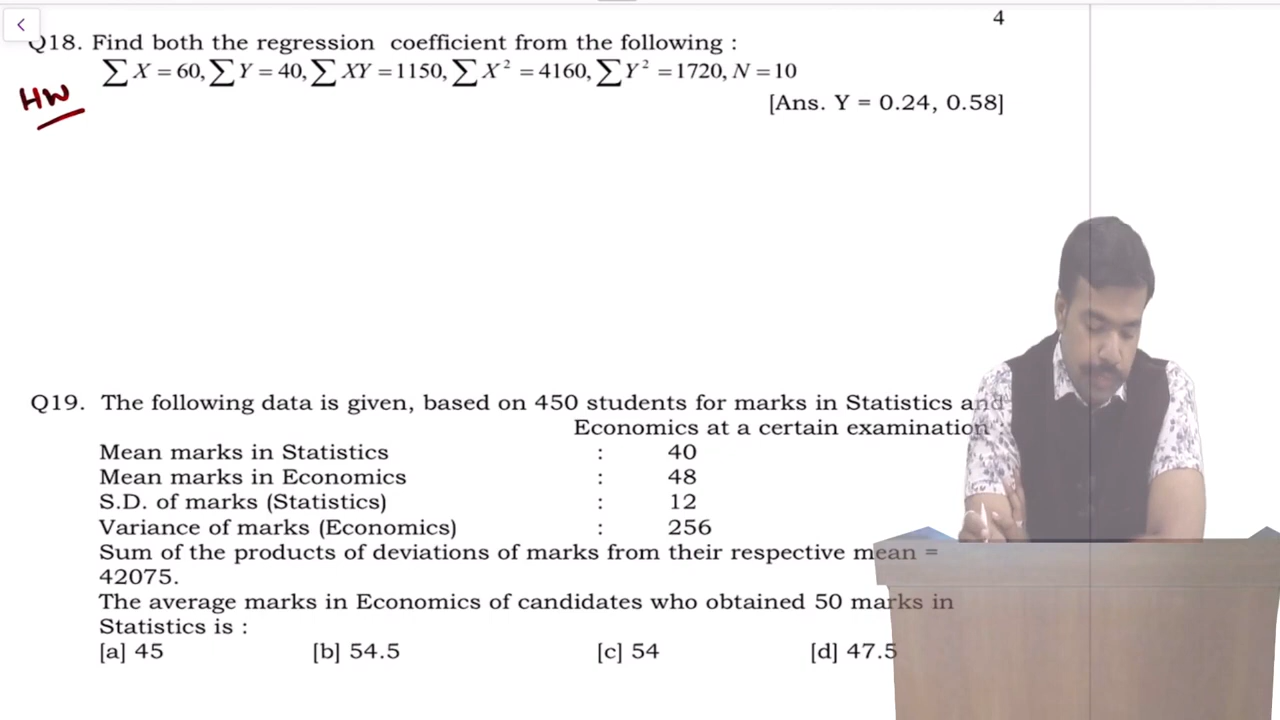 4
Q18. Find both the regression coefficient from the following :
∑ X = 60, ∑ Y = 40, ∑ XY = 1150, ∑ X² = 4160, ∑ Y² = 1720, N = 10
HW
[Ans. Y = 0.24, 0.58]
Q19. The following data is given, based on 450 students for marks in Statistics and
Economics at a certain examination :
Mean marks in Statistics : 40
Mean marks in Economics : 48
S.D. of marks (Statistics) : 12
Variance of marks (Economics) : 256
Sum of the products of deviations of marks from their respective mean =
42075.
The average marks in Economics of candidates who obtained 50 marks in
Statistics is :
[a] 45 [b] 54.5 [c] 54 [d] 47.5